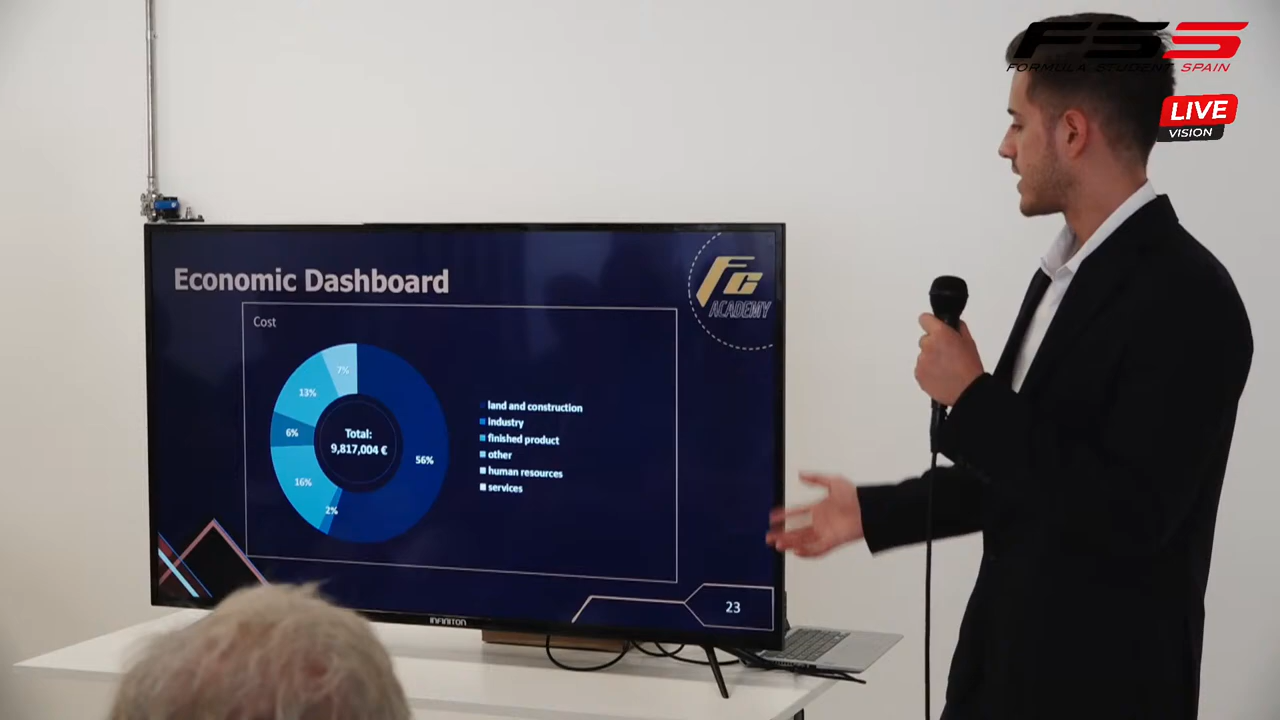 FSS
FORMULA STUDENT SPAIN
LIVE
VISION
Economic Dashboard
FC
ACADEMY
Cost
7%
13%
6%
16%
2%
56%
Total:
9,817,004 €
land and construction
industry
finished product
other
human resources
services
23
INFINITON